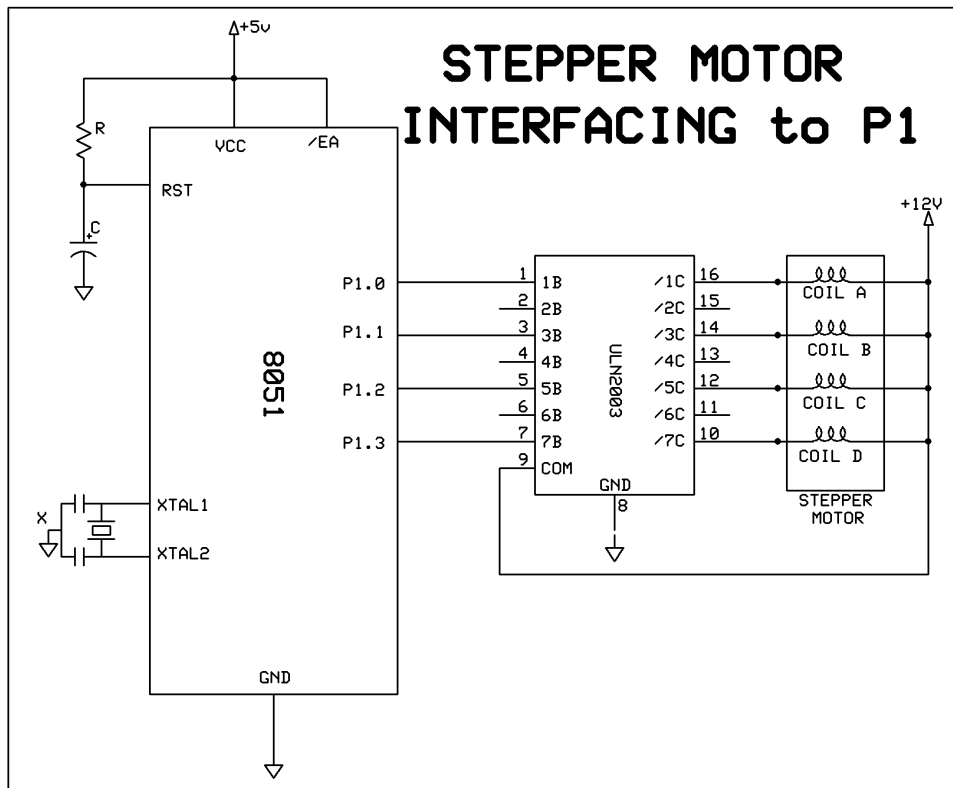 +5v
STEPPER MOTOR
INTERFACING to P1
R
VCC
/EA
RST
C
+
+12V
P1.0
1
1B
/1C
16
COIL A
2
2B
/2C
15
P1.1
3
3B
/3C
14
COIL B
4
4B
/4C
13
8051
ULN2003
P1.2
5
5B
/5C
12
COIL C
6
6B
/6C
11
P1.3
7
7B
/7C
10
COIL D
9
COM
GND
8
STEPPER
MOTOR
X
XTAL1
XTAL2
GND